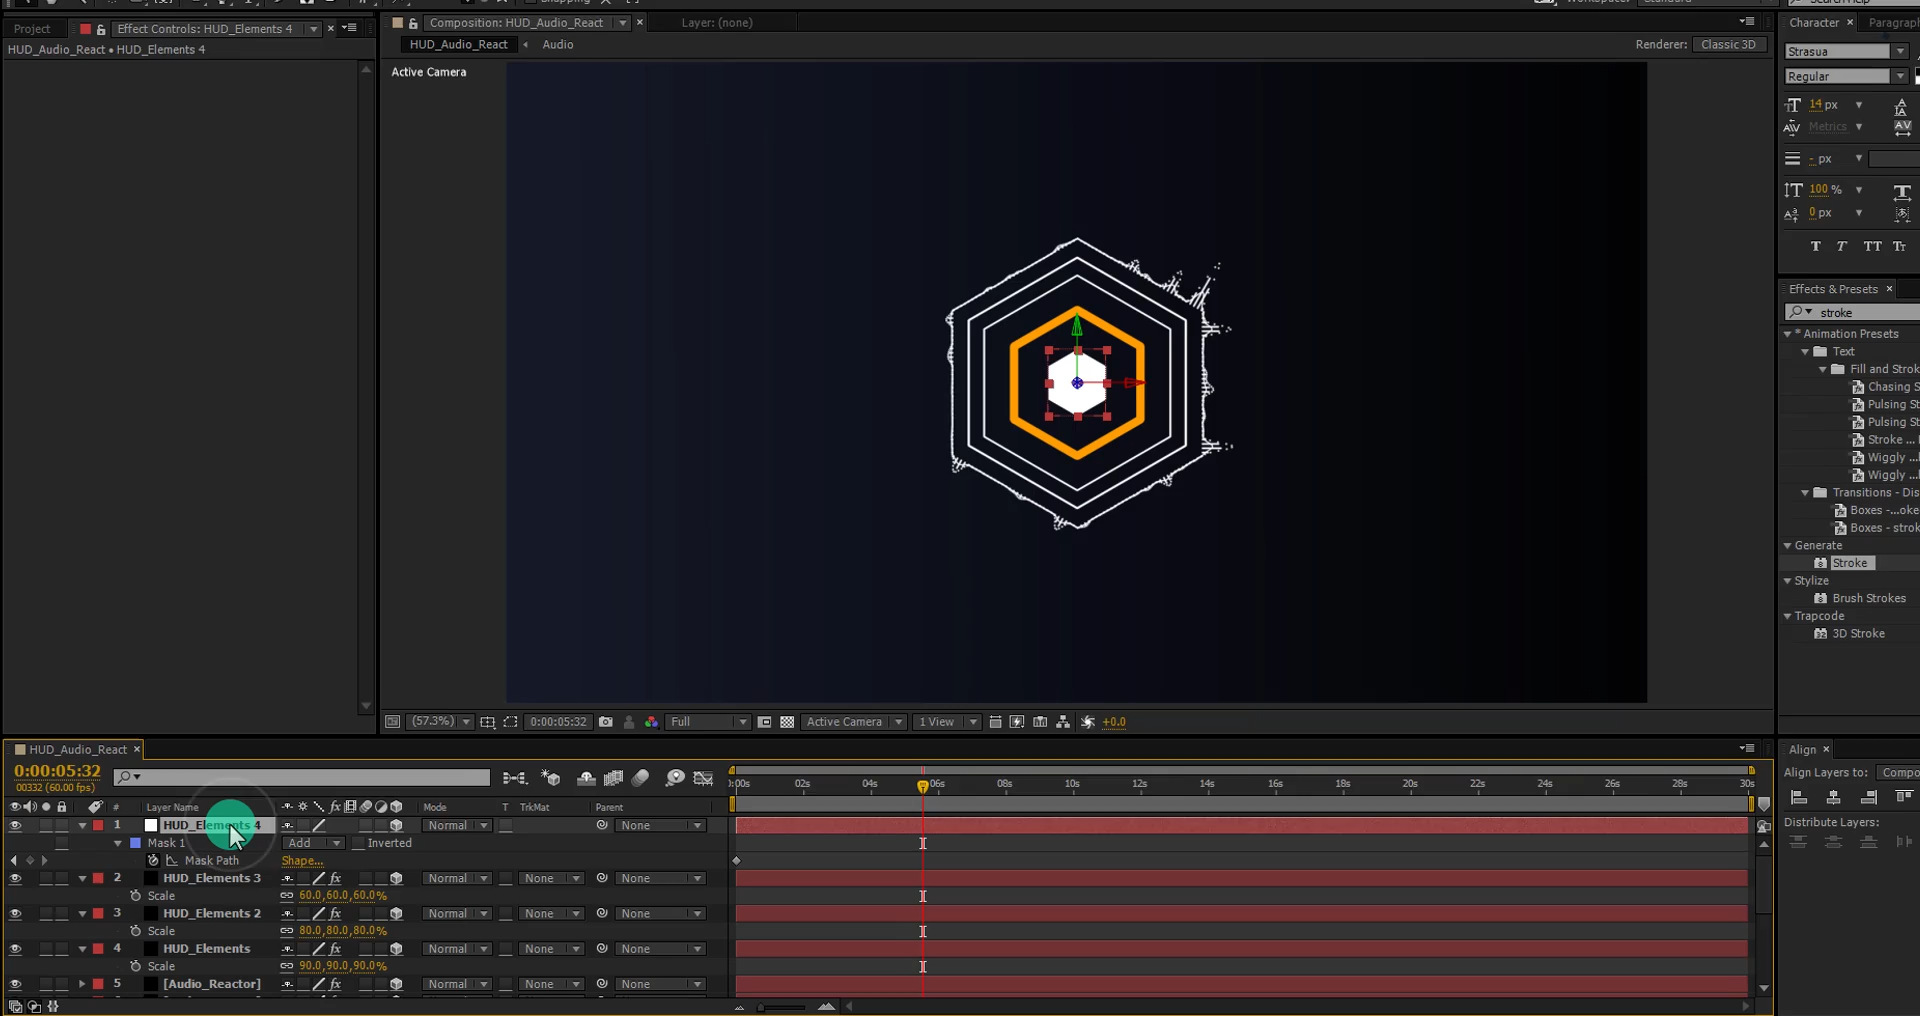 Workspace: Standard
Project
Effect Controls: HUD_Elements 4
HUD_Audio_React • HUD_Elements 4
Composition: HUD_Audio_React
Layer: (none)
HUD_Audio_React
Audio
Renderer: Classic 3D
Active Camera
Character
Paragraph
Strasua
Regular
14 px
Metrics
- px
100 %
0 px
Effects & Presets
stroke
* Animation Presets
Text
Fill and Strok
Chasing S
Pulsing St
Pulsing St
Stroke ...
Wiggly ...l
Wiggly ...l
Transitions - Dis
Boxes -...oke
Boxes - strok
Generate
Stroke
Stylize
Brush Strokes
Trapcode
3D Stroke
(57.3%)
0:00:05:32
Full
Active Camera
1 View
+0.0
HUD_Audio_React
0:00:05:32
00332 (60.00 fps)
:00s 02s 04s 06s 08s 10s 12s 14s 16s 18s 20s 22s 24s 26s 28s 30s
# Layer Name Mode T TrkMat Parent
1 HUD_Elements 4 Normal None
Mask 1 Add Inverted
Mask Path Shape...
2 HUD_Elements 3 Normal None None
Scale 60.0,60.0,60.0%
3 HUD_Elements 2 Normal None None
Scale 80.0,80.0,80.0%
4 HUD_Elements Normal None None
Scale 90.0,90.0,90.0%
5 [Audio_Reactor] Normal None None
Align
Align Layers to: Compo
Distribute Layers: